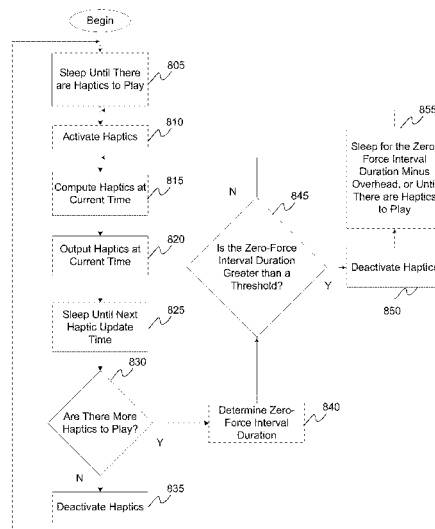 Begin
Sleep Until There
are Haptics to Play
805
Activate Haptics
810
Compute Haptics at
Current Time
815
Output Haptics at
Current Time
820
Sleep Until Next
Haptic Update
Time
825
Are There More
Haptics to Play?
830
Y
N
Deactivate Haptics
835
Determine Zero-
Force Interval
Duration
840
Is the Zero-Force
Interval Duration
Greater than a
Threshold?
845
N
Y
Deactivate Haptics
850
Sleep for the Zero-
Force Interval
Duration Minus
Overhead, or Until
There are Haptics
to Play
855